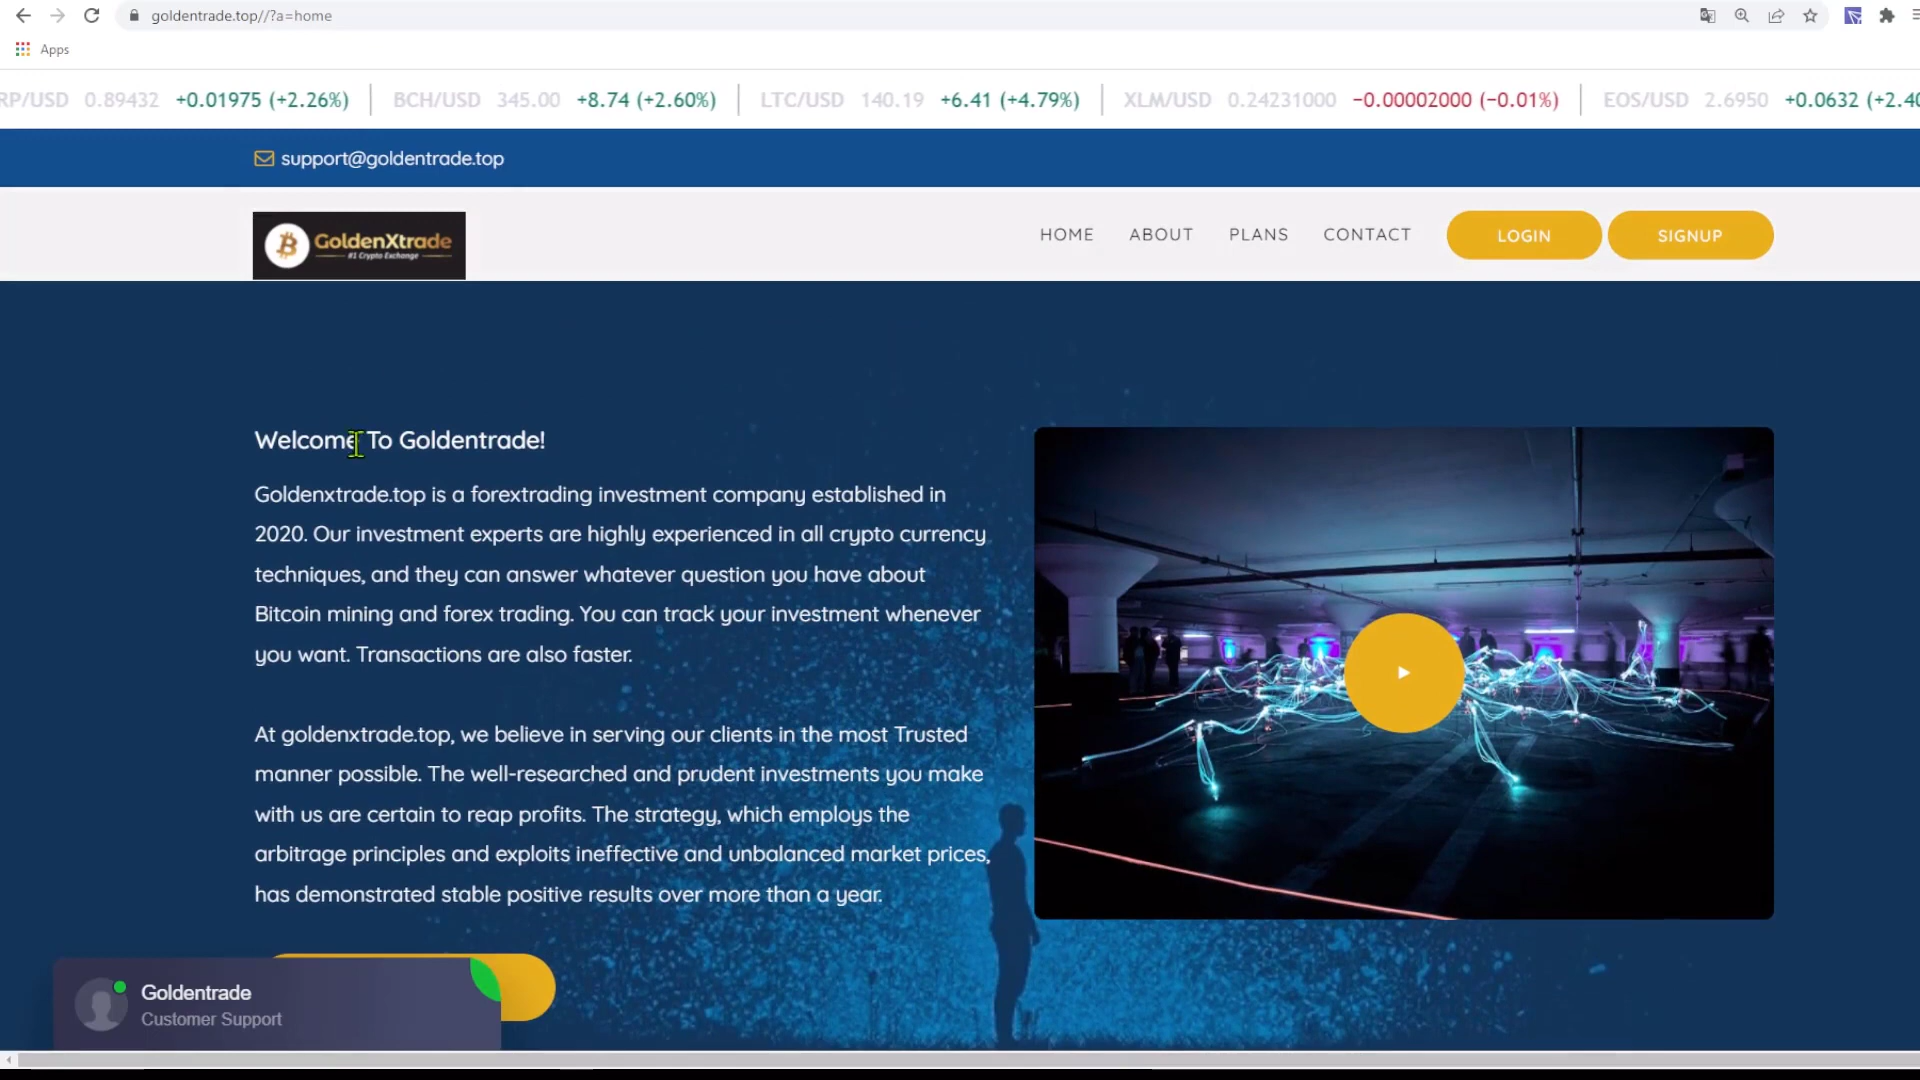 goldentrade.top//?a=home
Apps
RP/USD 0.89432 +0.01975 (+2.26%) BCH/USD 345.00 +8.74 (+2.60%) LTC/USD 140.19 +6.41 (+4.79%) XLM/USD 0.24231000 −0.00002000 (−0.01%) EOS/USD 2.6950 +0.0632 (+2.40
support@goldentrade.top
GoldenXtrade
#1 Crypto Exchange
HOME ABOUT PLANS CONTACT LOGIN SIGNUP
Welcome To Goldentrade!
Goldenxtrade.top is a forextrading investment company established in
2020. Our investment experts are highly experienced in all crypto currency
techniques, and they can answer whatever question you have about
Bitcoin mining and forex trading. You can track your investment whenever
you want. Transactions are also faster.
At goldenxtrade.top, we believe in serving our clients in the most Trusted
manner possible. The well-researched and prudent investments you make
with us are certain to reap profits. The strategy, which employs the
arbitrage principles and exploits ineffective and unbalanced market prices,
has demonstrated stable positive results over more than a year.
Goldentrade
Customer Support